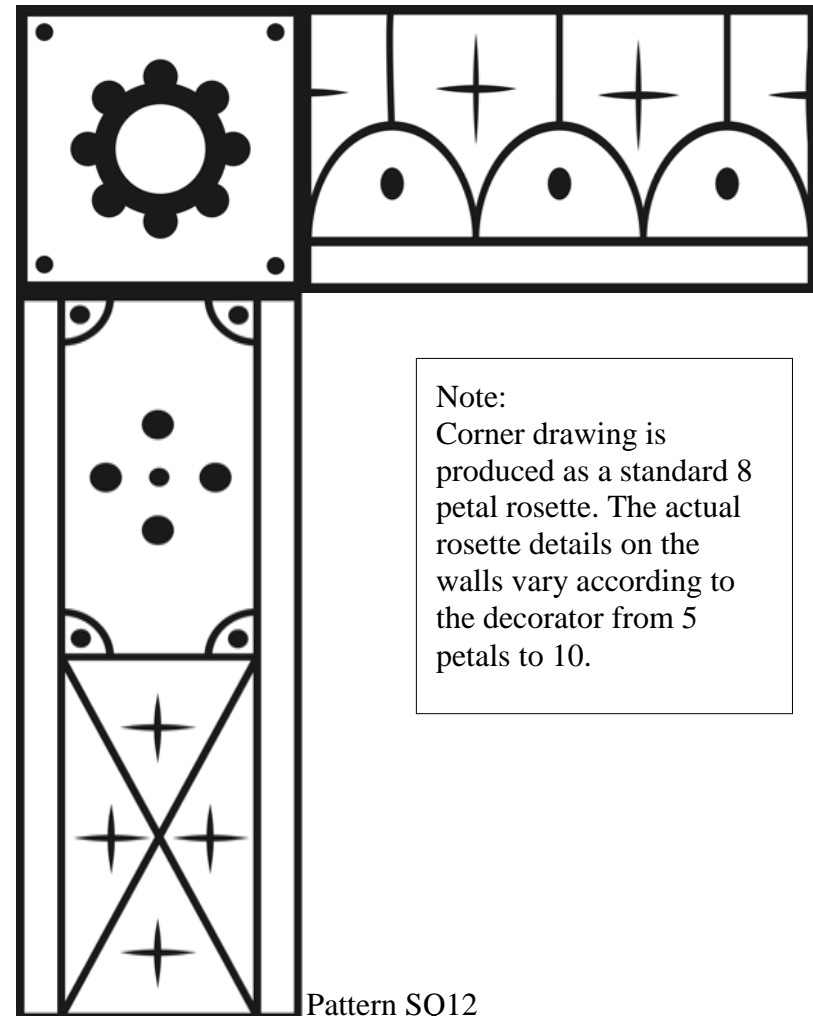 Note:
Corner drawing is
produced as a standard 8
petal rosette. The actual
rosette details on the
walls vary according to
the decorator from 5
petals to 10.
Pattern SQ12